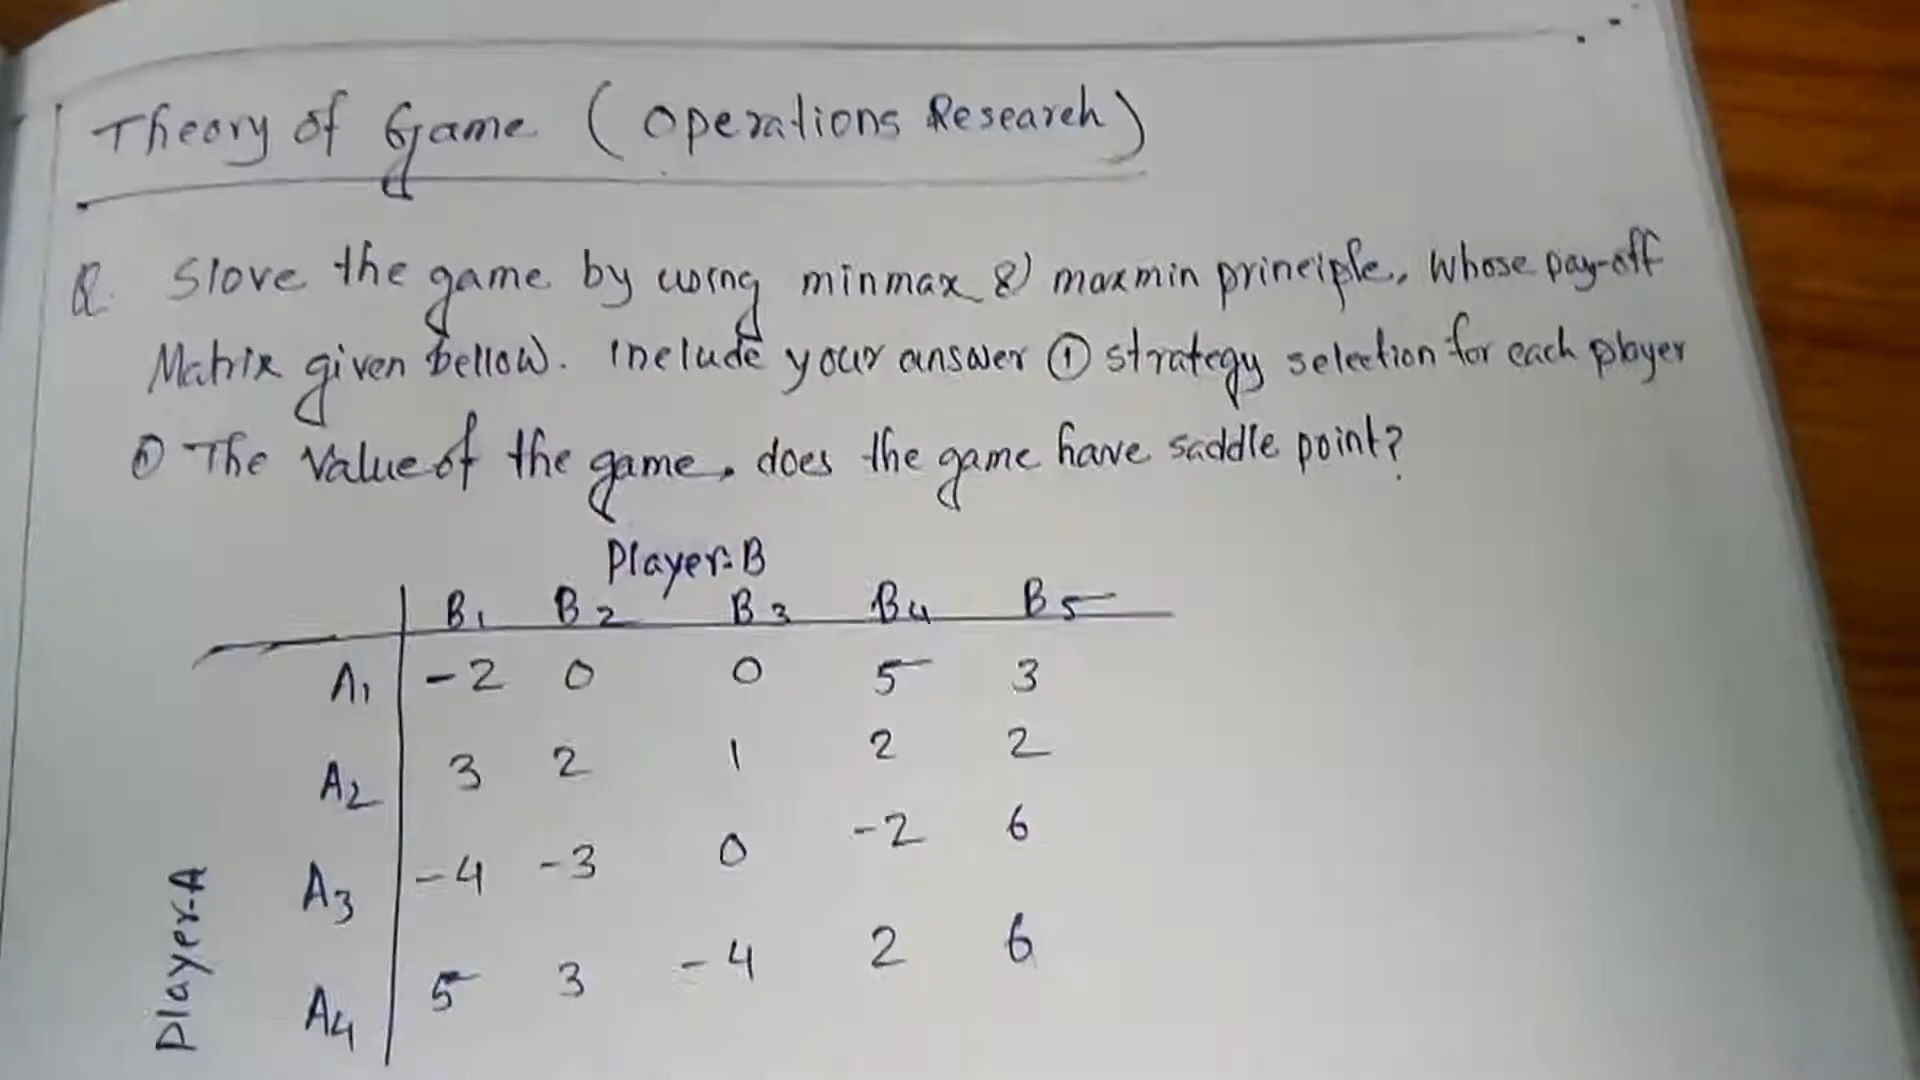 Theory of Game (Operations Research)
Q. Slove the game by using minmax & maxmin principle, whose pay-off
Matrix given bellow. Include your answer ① strategy selection for each player
② The Value of the game, does the game have saddle point?
Player-B
B1 B2 B3 B4 B5
A1 -2 0 0 5 3
A2 3 2 1 2 2
A3 -4 -3 0 -2 6
A4 5 3 -4 2 6
Player-A